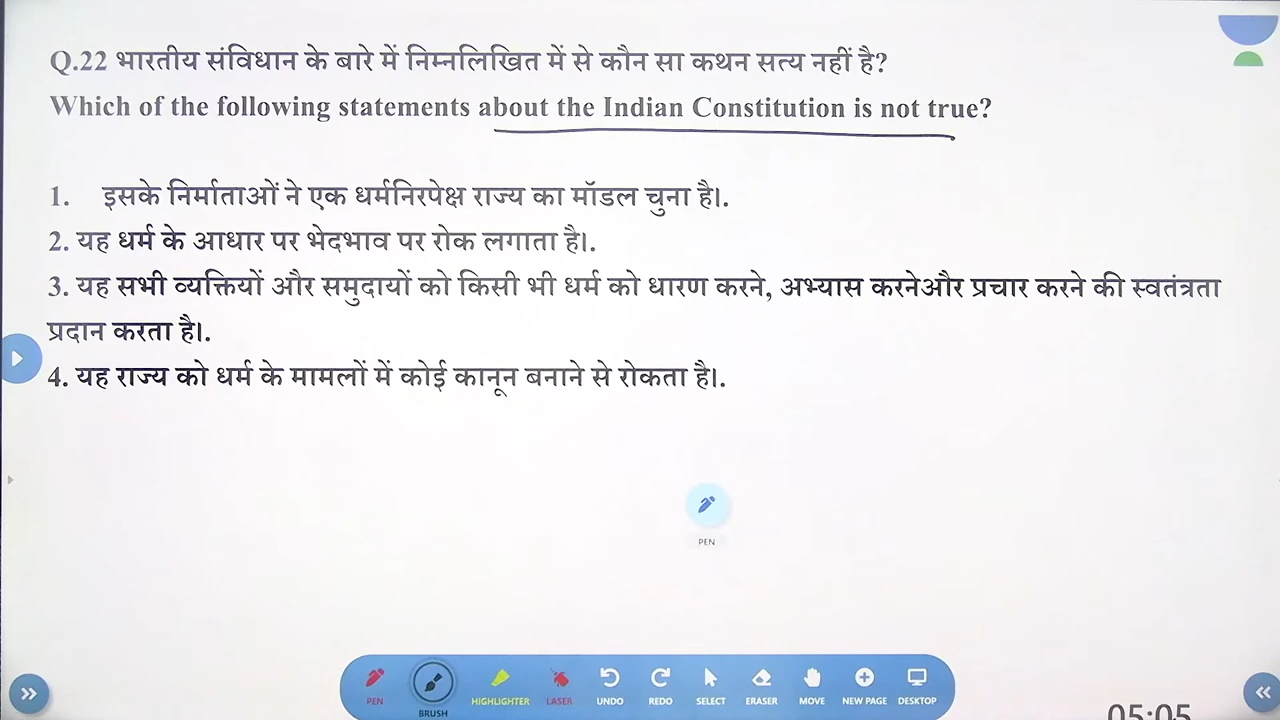 Q.22 भारतीय संविधान के बारे में निम्नलिखित में से कौन सा कथन सत्य नहीं है?
Which of the following statements about the Indian Constitution is not true?
1. इसके निर्माताओं ने एक धर्मनिरपेक्ष राज्य का मॉडल चुना है।.
2. यह धर्म के आधार पर भेदभाव पर रोक लगाता है।.
3. यह सभी व्यक्तियों और समुदायों को किसी भी धर्म को धारण करने, अभ्यास करनेऔर प्रचार करने की स्वतंत्रता
प्रदान करता है।.
4. यह राज्य को धर्म के मामलों में कोई कानून बनाने से रोकता है।.
PEN
PEN BRUSH HIGHLIGHTER LASER UNDO REDO SELECT ERASER MOVE NEW PAGE DESKTOP
05:05